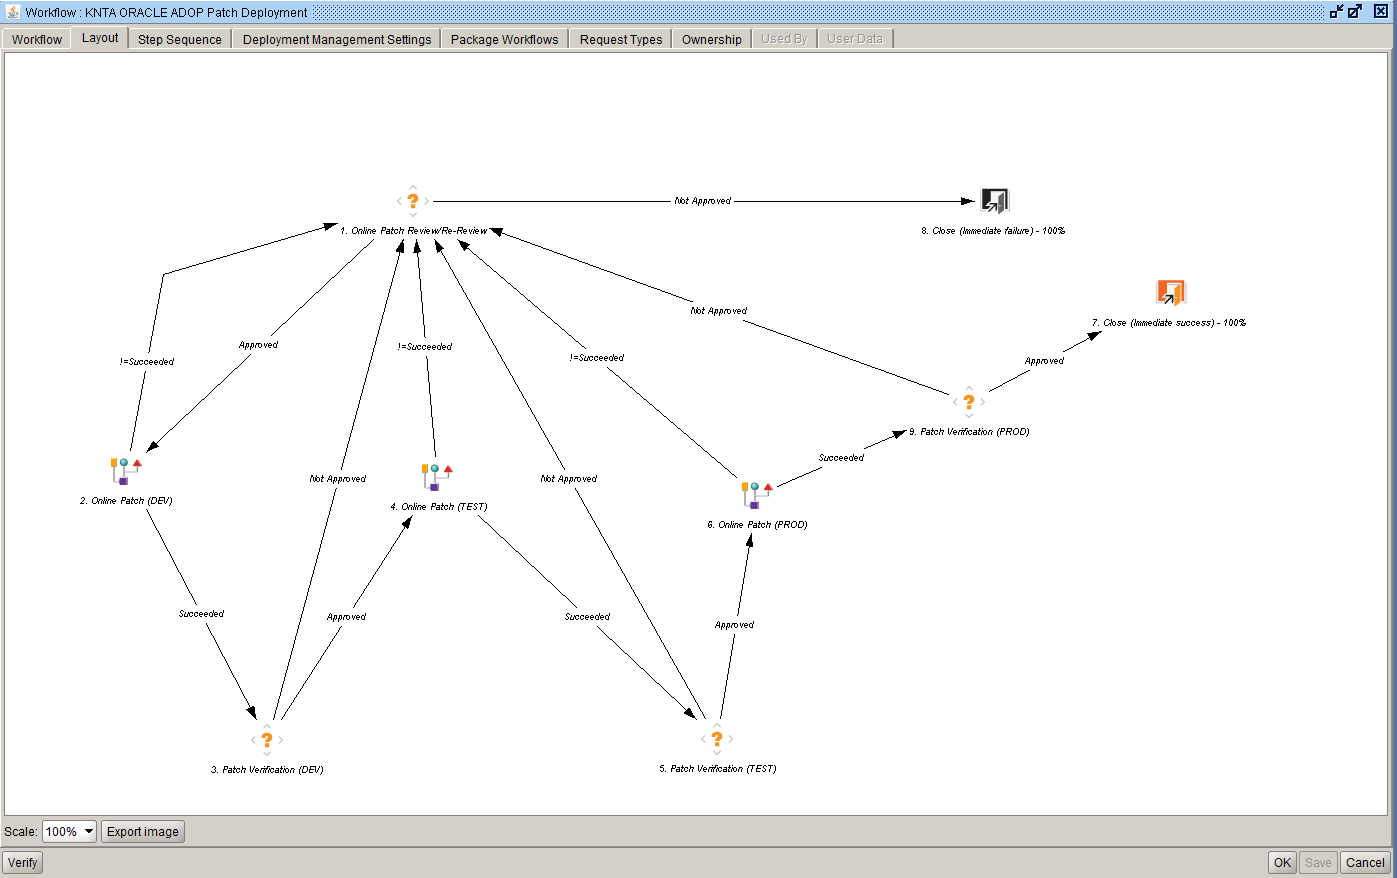 Workflow : KNTA ORACLE ADOP Patch Deployment
Workflow Layout Step Sequence Deployment Management Settings Package Workflows Request Types Ownership Used By User Data
Not Approved
1. Online Patch Review/Re-Review
8. Close (Immediate failure) - 100%
Not Approved
7. Close (Immediate success) - 100%
!=Succeeded
Approved
!=Succeeded
!=Succeeded
Approved
9. Patch Verification (PROD)
Succeeded
Not Approved
Not Approved
2. Online Patch (DEV)
4. Online Patch (TEST)
6. Online Patch (PROD)
Succeeded
Approved
Succeeded
Approved
3. Patch Verification (DEV)
5. Patch Verification (TEST)
Scale: 100% Export image
Verify OK Save Cancel